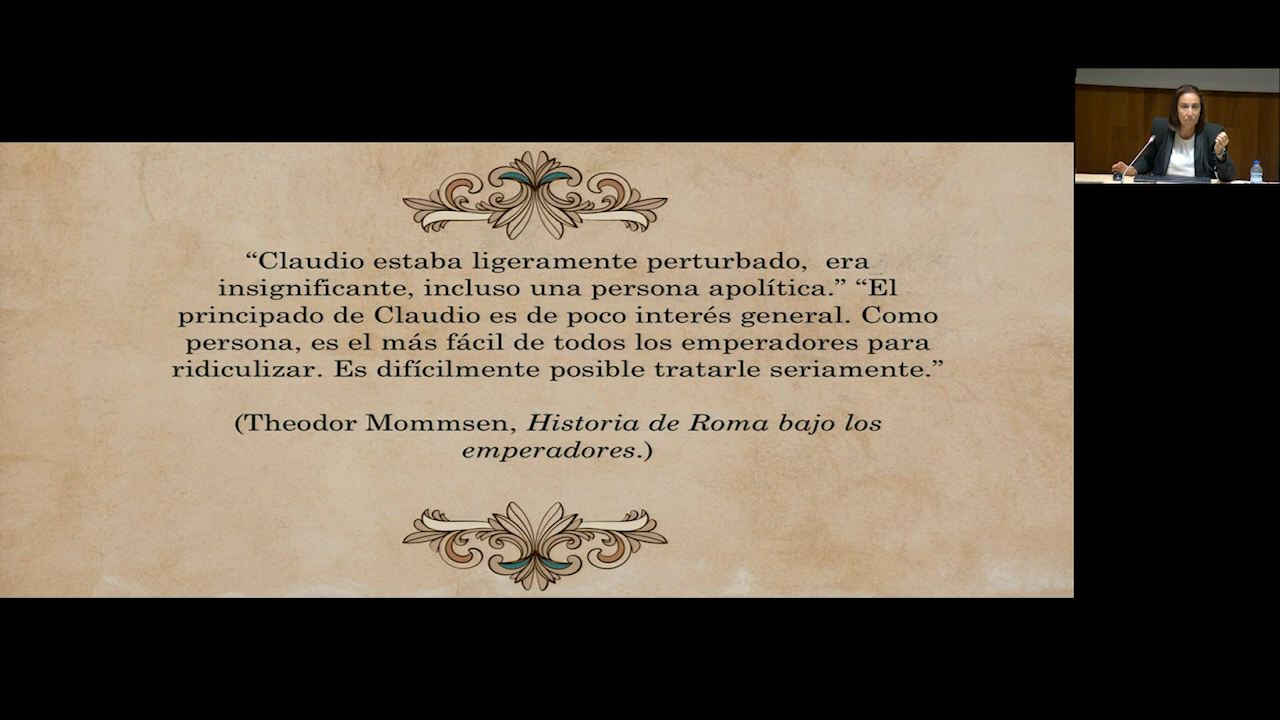 “Claudio estaba ligeramente perturbado,  era
insignificante, incluso una persona apolítica.” “El
principado de Claudio es de poco interés general. Como
persona, es el más fácil de todos los emperadores para
ridiculizar. Es difícilmente posible tratarle seriamente.”
(Theodor Mommsen, Historia de Roma bajo los
emperadores.)